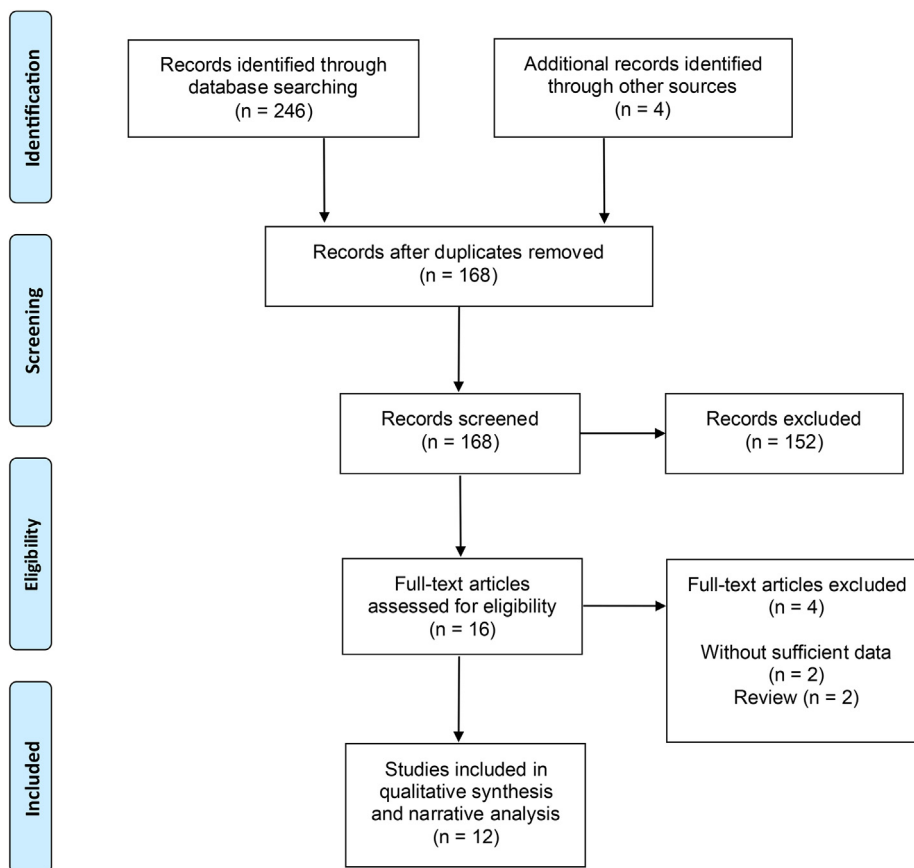 Identification
Records identified through
database searching
(n = 246)
Additional records identified
through other sources
(n = 4)
Screening
Records after duplicates removed
(n = 168)
Records screened
(n = 168)
Records excluded
(n = 152)
Eligibility
Full-text articles
assessed for eligibility
(n = 16)
Full-text articles excluded
(n = 4)
Without sufficient data
(n = 2)
Review (n = 2)
Included
Studies included in
qualitative synthesis
and narrative analysis
(n = 12)